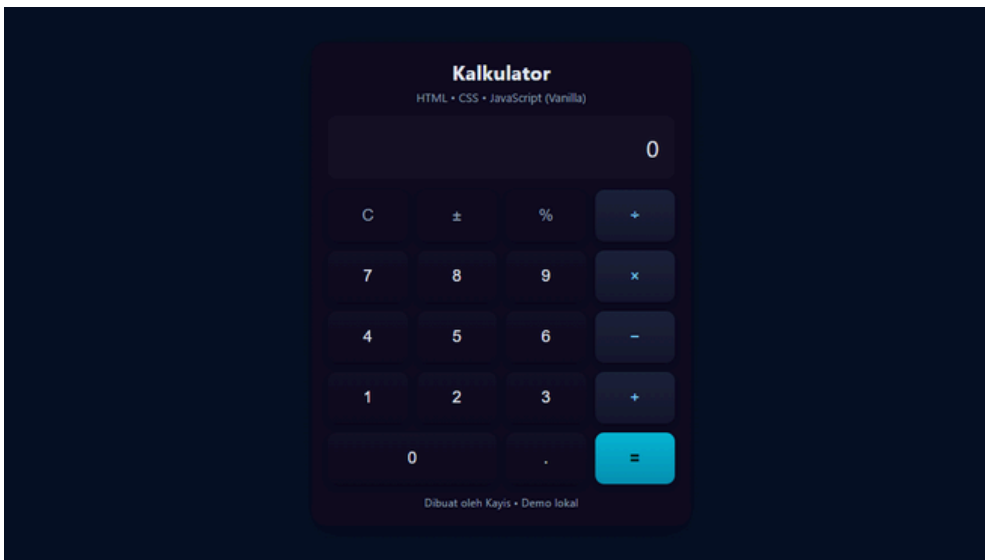 Kalkulator
HTML • CSS • JavaScript (Vanilla)
0
C ± % ÷
7 8 9 ×
4 5 6 −
1 2 3 +
0 . =
Dibuat oleh Kayis • Demo lokal